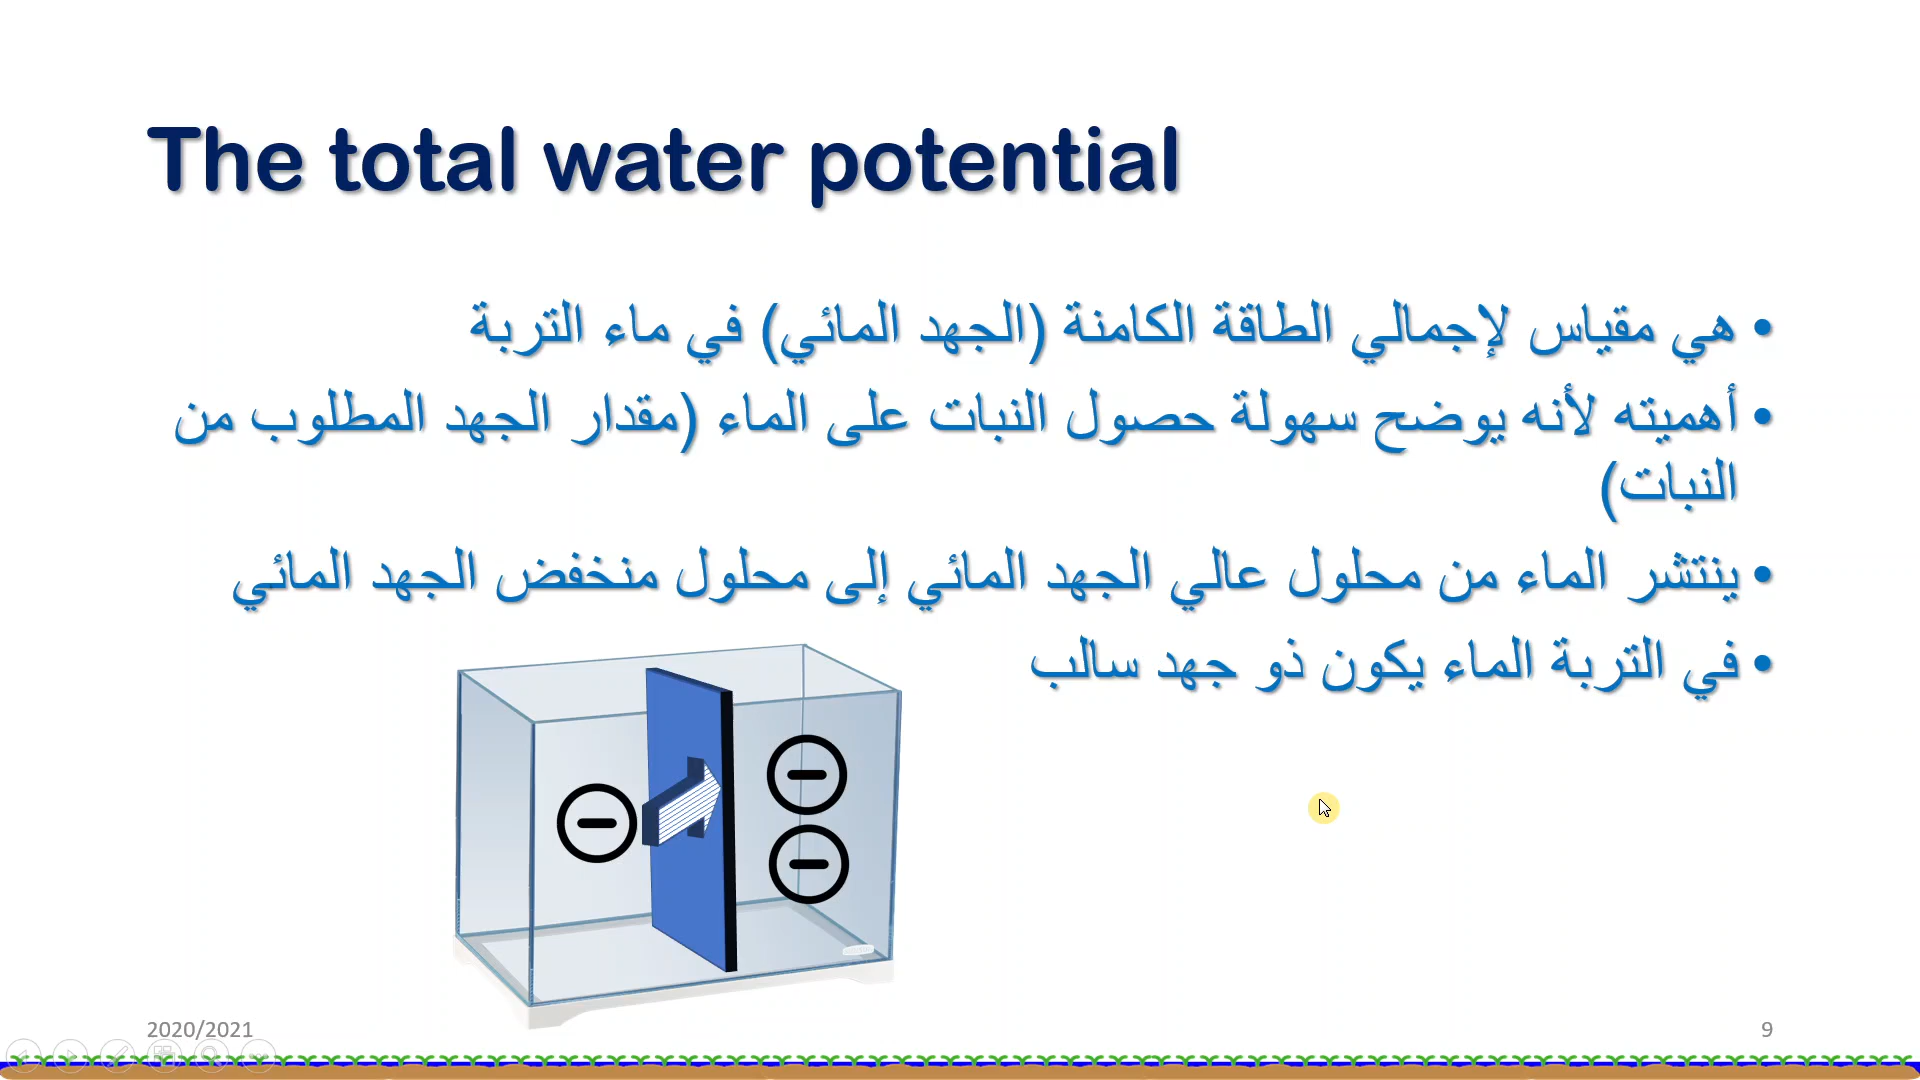 The total water potential
• هي مقياس لإجمالي الطاقة الكامنة (الجهد المائي) في ماء التربة
• أهميته لأنه يوضح سهولة حصول النبات على الماء (مقدار الجهد المطلوب من
النبات)
• ينتشر الماء من محلول عالي الجهد المائي إلى محلول منخفض الجهد المائي
• في التربة الماء يكون ذو جهد سالب
2020/2021
9